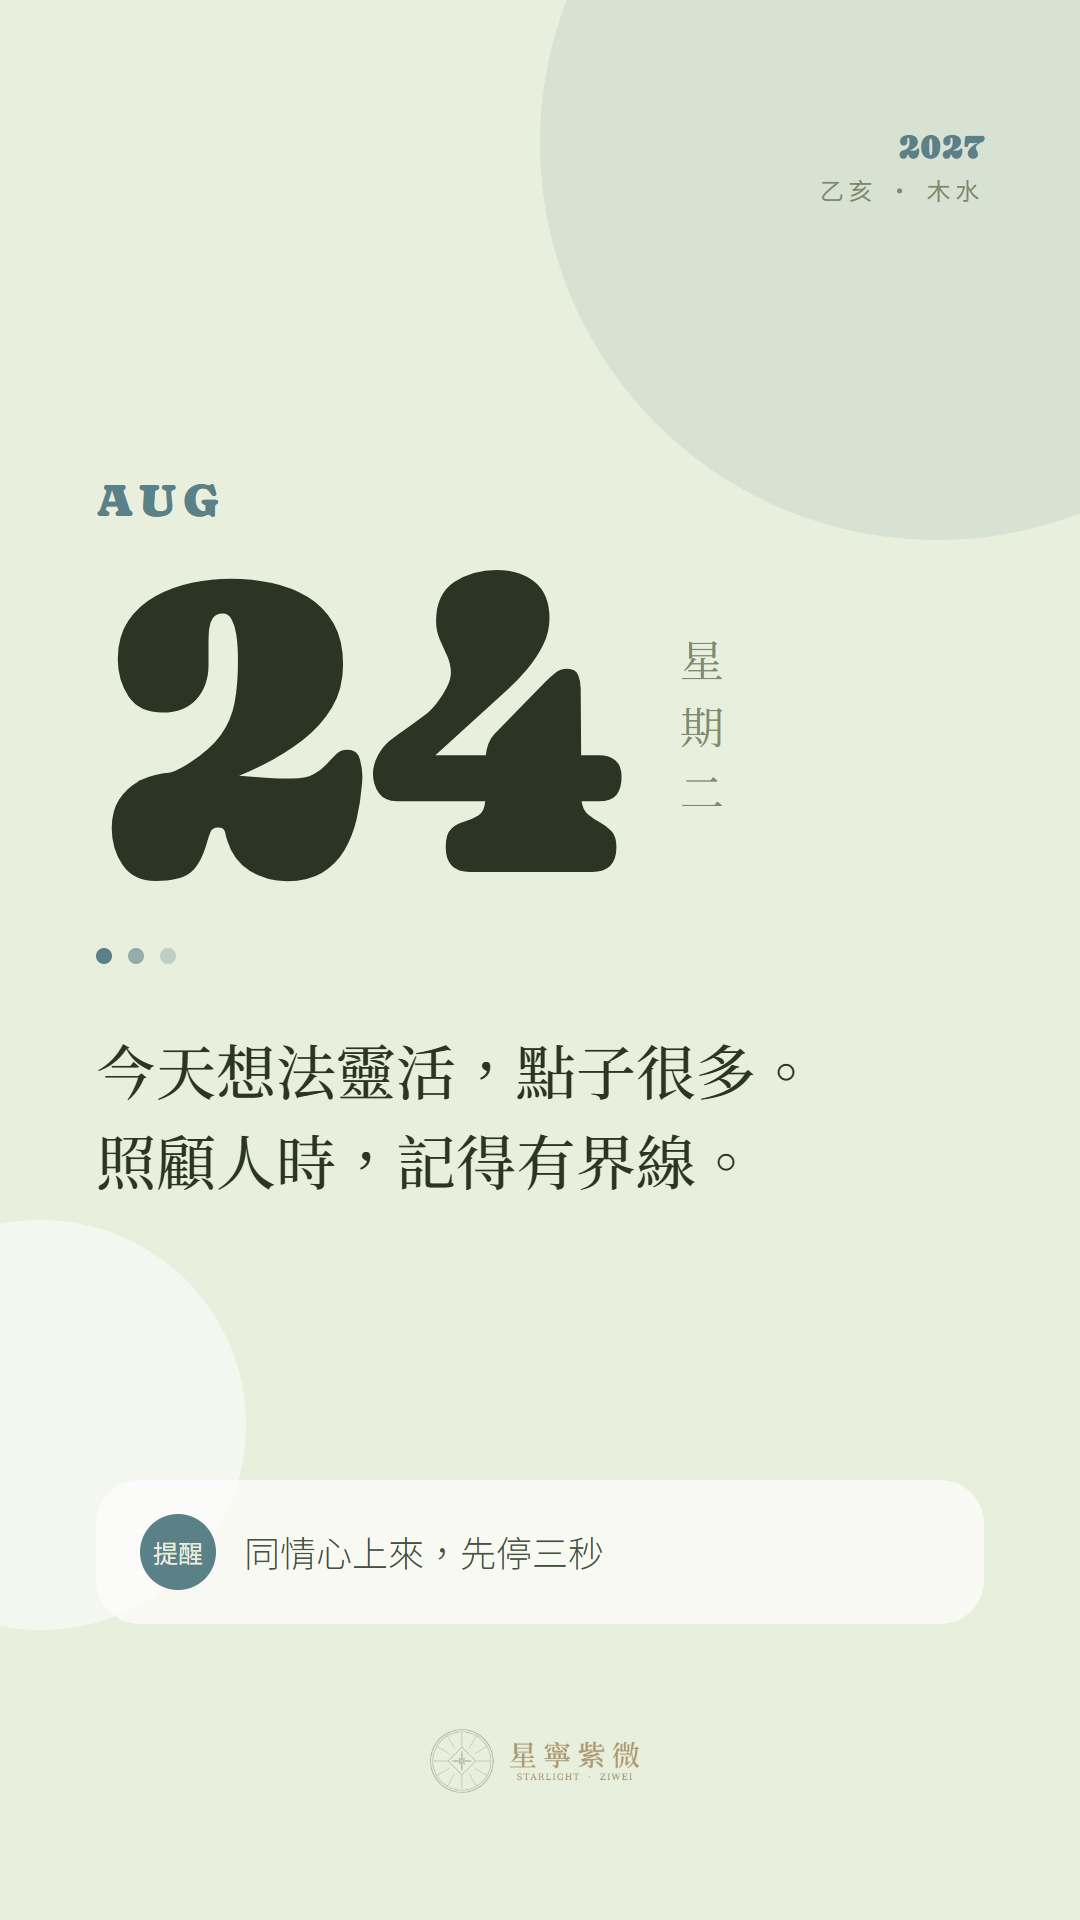 2027
乙亥 · 木水
AUG
24
星期二
今天想法靈活，點子很多。
照顧人時，記得有界線。
提醒
同情心上來，先停三秒
星寧紫微
STARLIGHT · ZIWEI